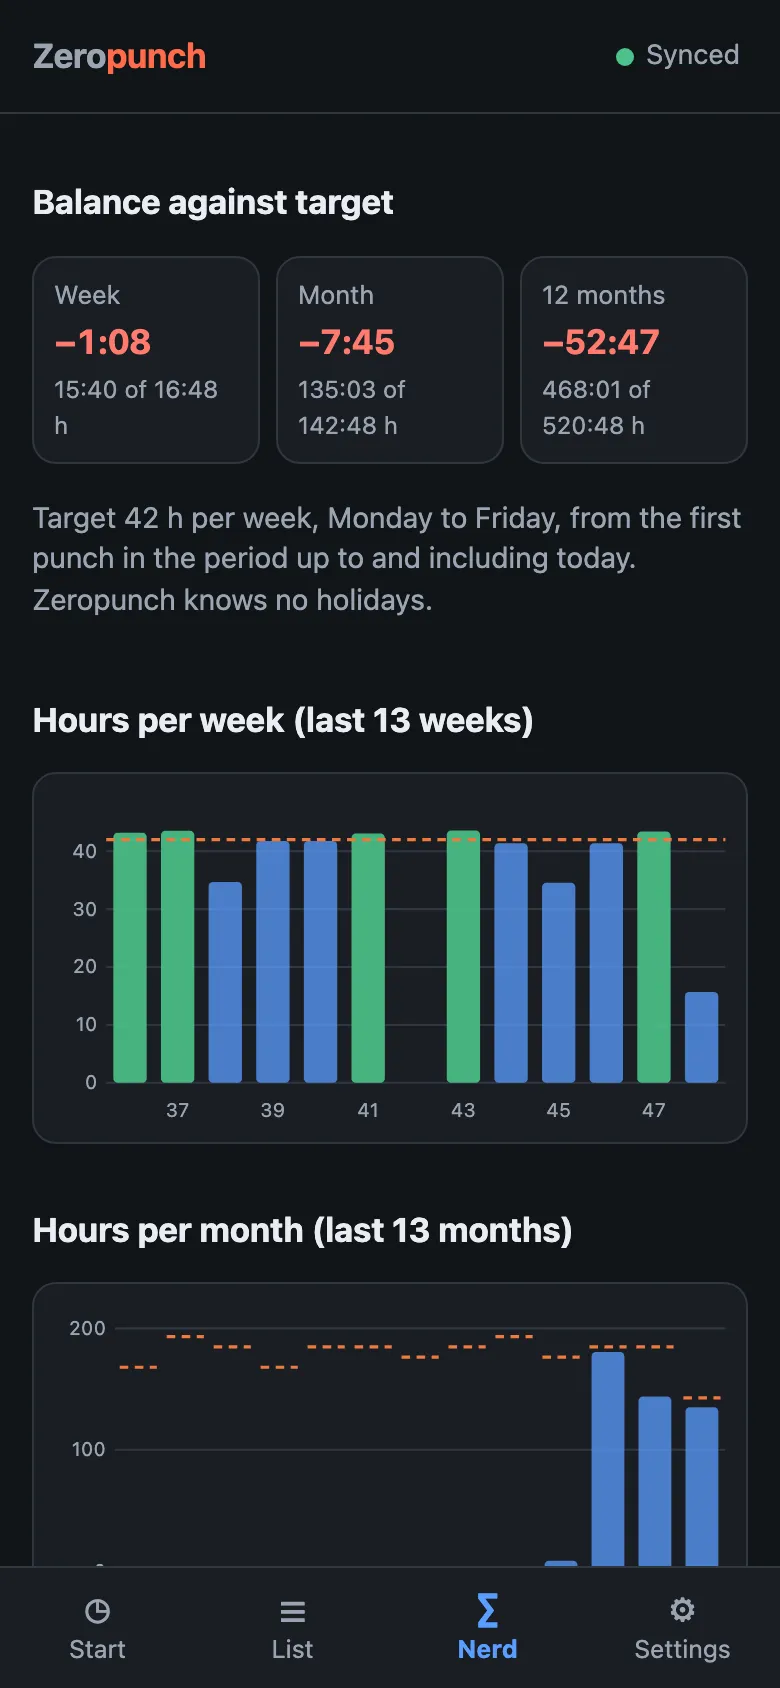 Zeropunch
Synced
Balance against target
Week
−1:08
15:40 of 16:48
h
Month
−7:45
135:03 of
142:48 h
12 months
−52:47
468:01 of
520:48 h
Target 42 h per week, Monday to Friday, from the first
punch in the period up to and including today.
Zeropunch knows no holidays.
Hours per week (last 13 weeks)
40
30
20
10
0
37 39 41 43 45 47
Hours per month (last 13 months)
200
100
Start
List
Nerd
Settings